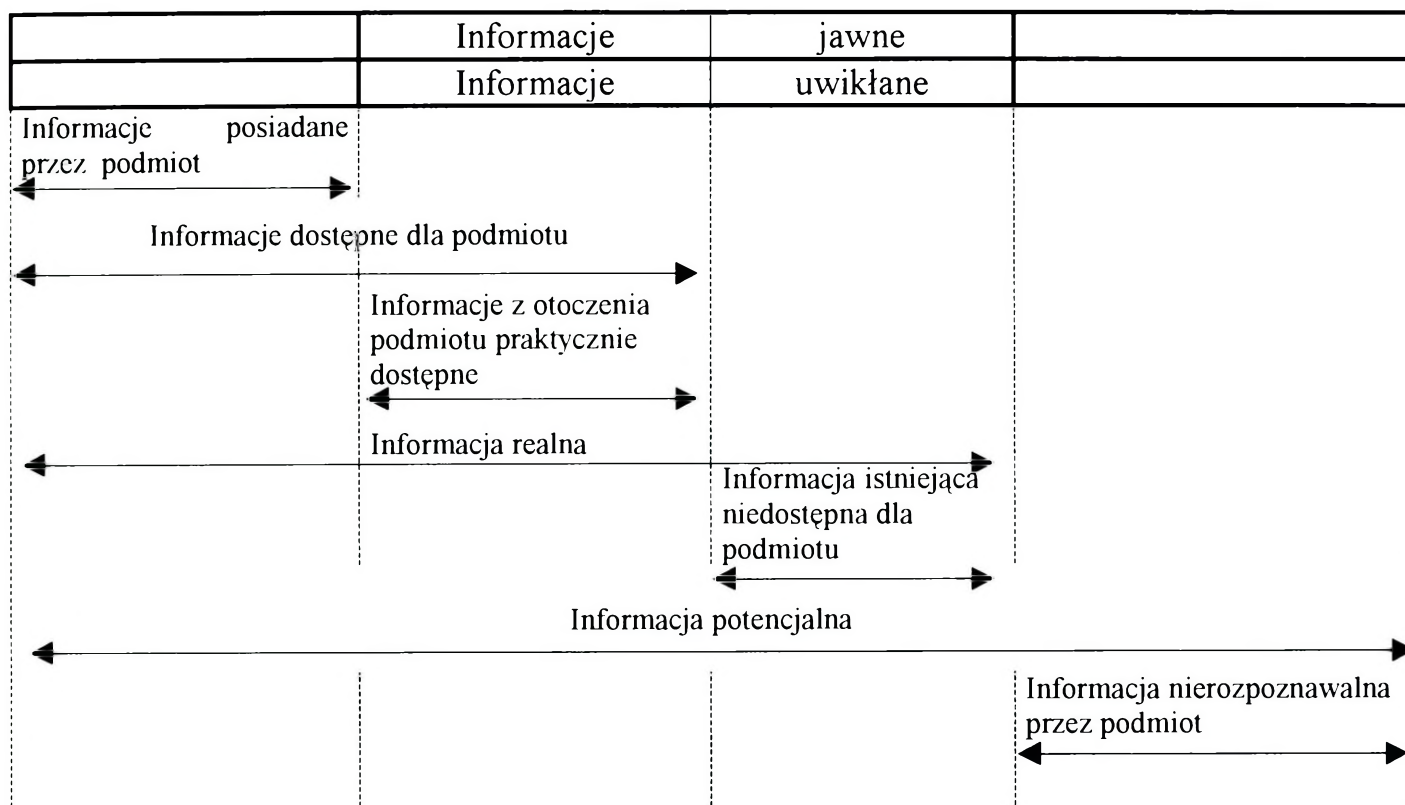 Informacje jawne
Informacje uwikłane
Informacje posiadane
przez podmiot
Informacje dostępne dla podmiotu
Informacje z otoczenia
podmiotu praktycznie
dostępne
Informacja realna
Informacja istniejąca
niedostępna dla
podmiotu
Informacja potencjalna
Informacja nierozpoznawalna
przez podmiot